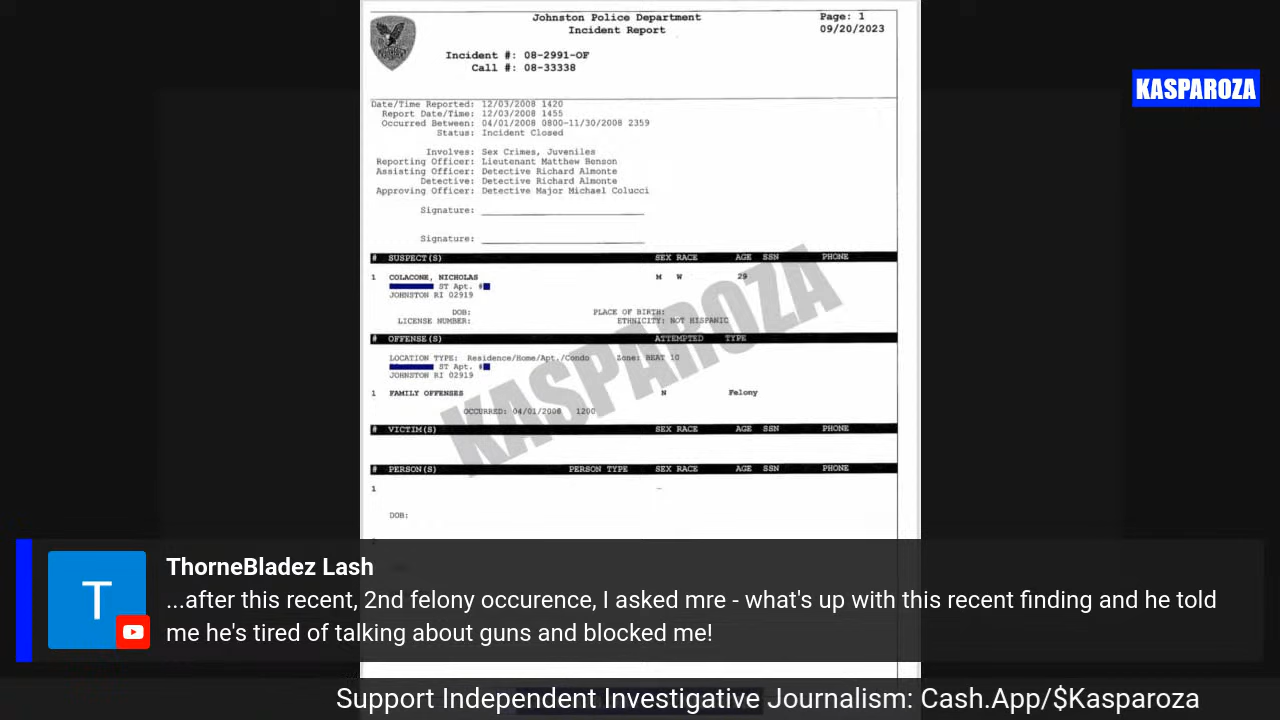 Johnston Police Department
Incident Report
Page: 1
09/20/2023
Incident #: 08-2991-OF
Call #: 08-33338
KASPAROZA
Date/Time Reported: 12/03/2008 1420
Report Date/Time: 12/03/2008 1455
Occurred Between: 04/01/2008 0800-11/30/2008 2359
Status: Incident Closed
Involves: Sex Crimes, Juveniles
Reporting Officer: Lieutenant Matthew Benson
Assisting Officer: Detective Richard Almonte
Detective: Detective Richard Almonte
Approving Officer: Detective Major Michael Colucci
Signature:
Signature:
# SUSPECT(S) SEX RACE AGE SSN PHONE
1 COLACONE, NICHOLAS M W 29
ST Apt. #
JOHNSTON RI 02919
DOB: PLACE OF BIRTH:
LICENSE NUMBER: ETHNICITY: NOT HISPANIC
# OFFENSE(S) ATTEMPTED TYPE
LOCATION TYPE: Residence/Home/Apt./Condo Zone: BEAT 10
ST Apt. #
JOHNSTON RI 02919
1 FAMILY OFFENSES N Felony
OCCURRED: 04/01/2008 1200
KASPAROZA
# VICTIM(S) SEX RACE AGE SSN PHONE
# PERSON(S) PERSON TYPE SEX RACE AGE SSN PHONE
1
DOB:
T
ThorneBladez Lash
...after this recent, 2nd felony occurence, I asked mre - what's up with this recent finding and he told
me he's tired of talking about guns and blocked me!
Support Independent Investigative Journalism: Cash.App/$Kasparoza